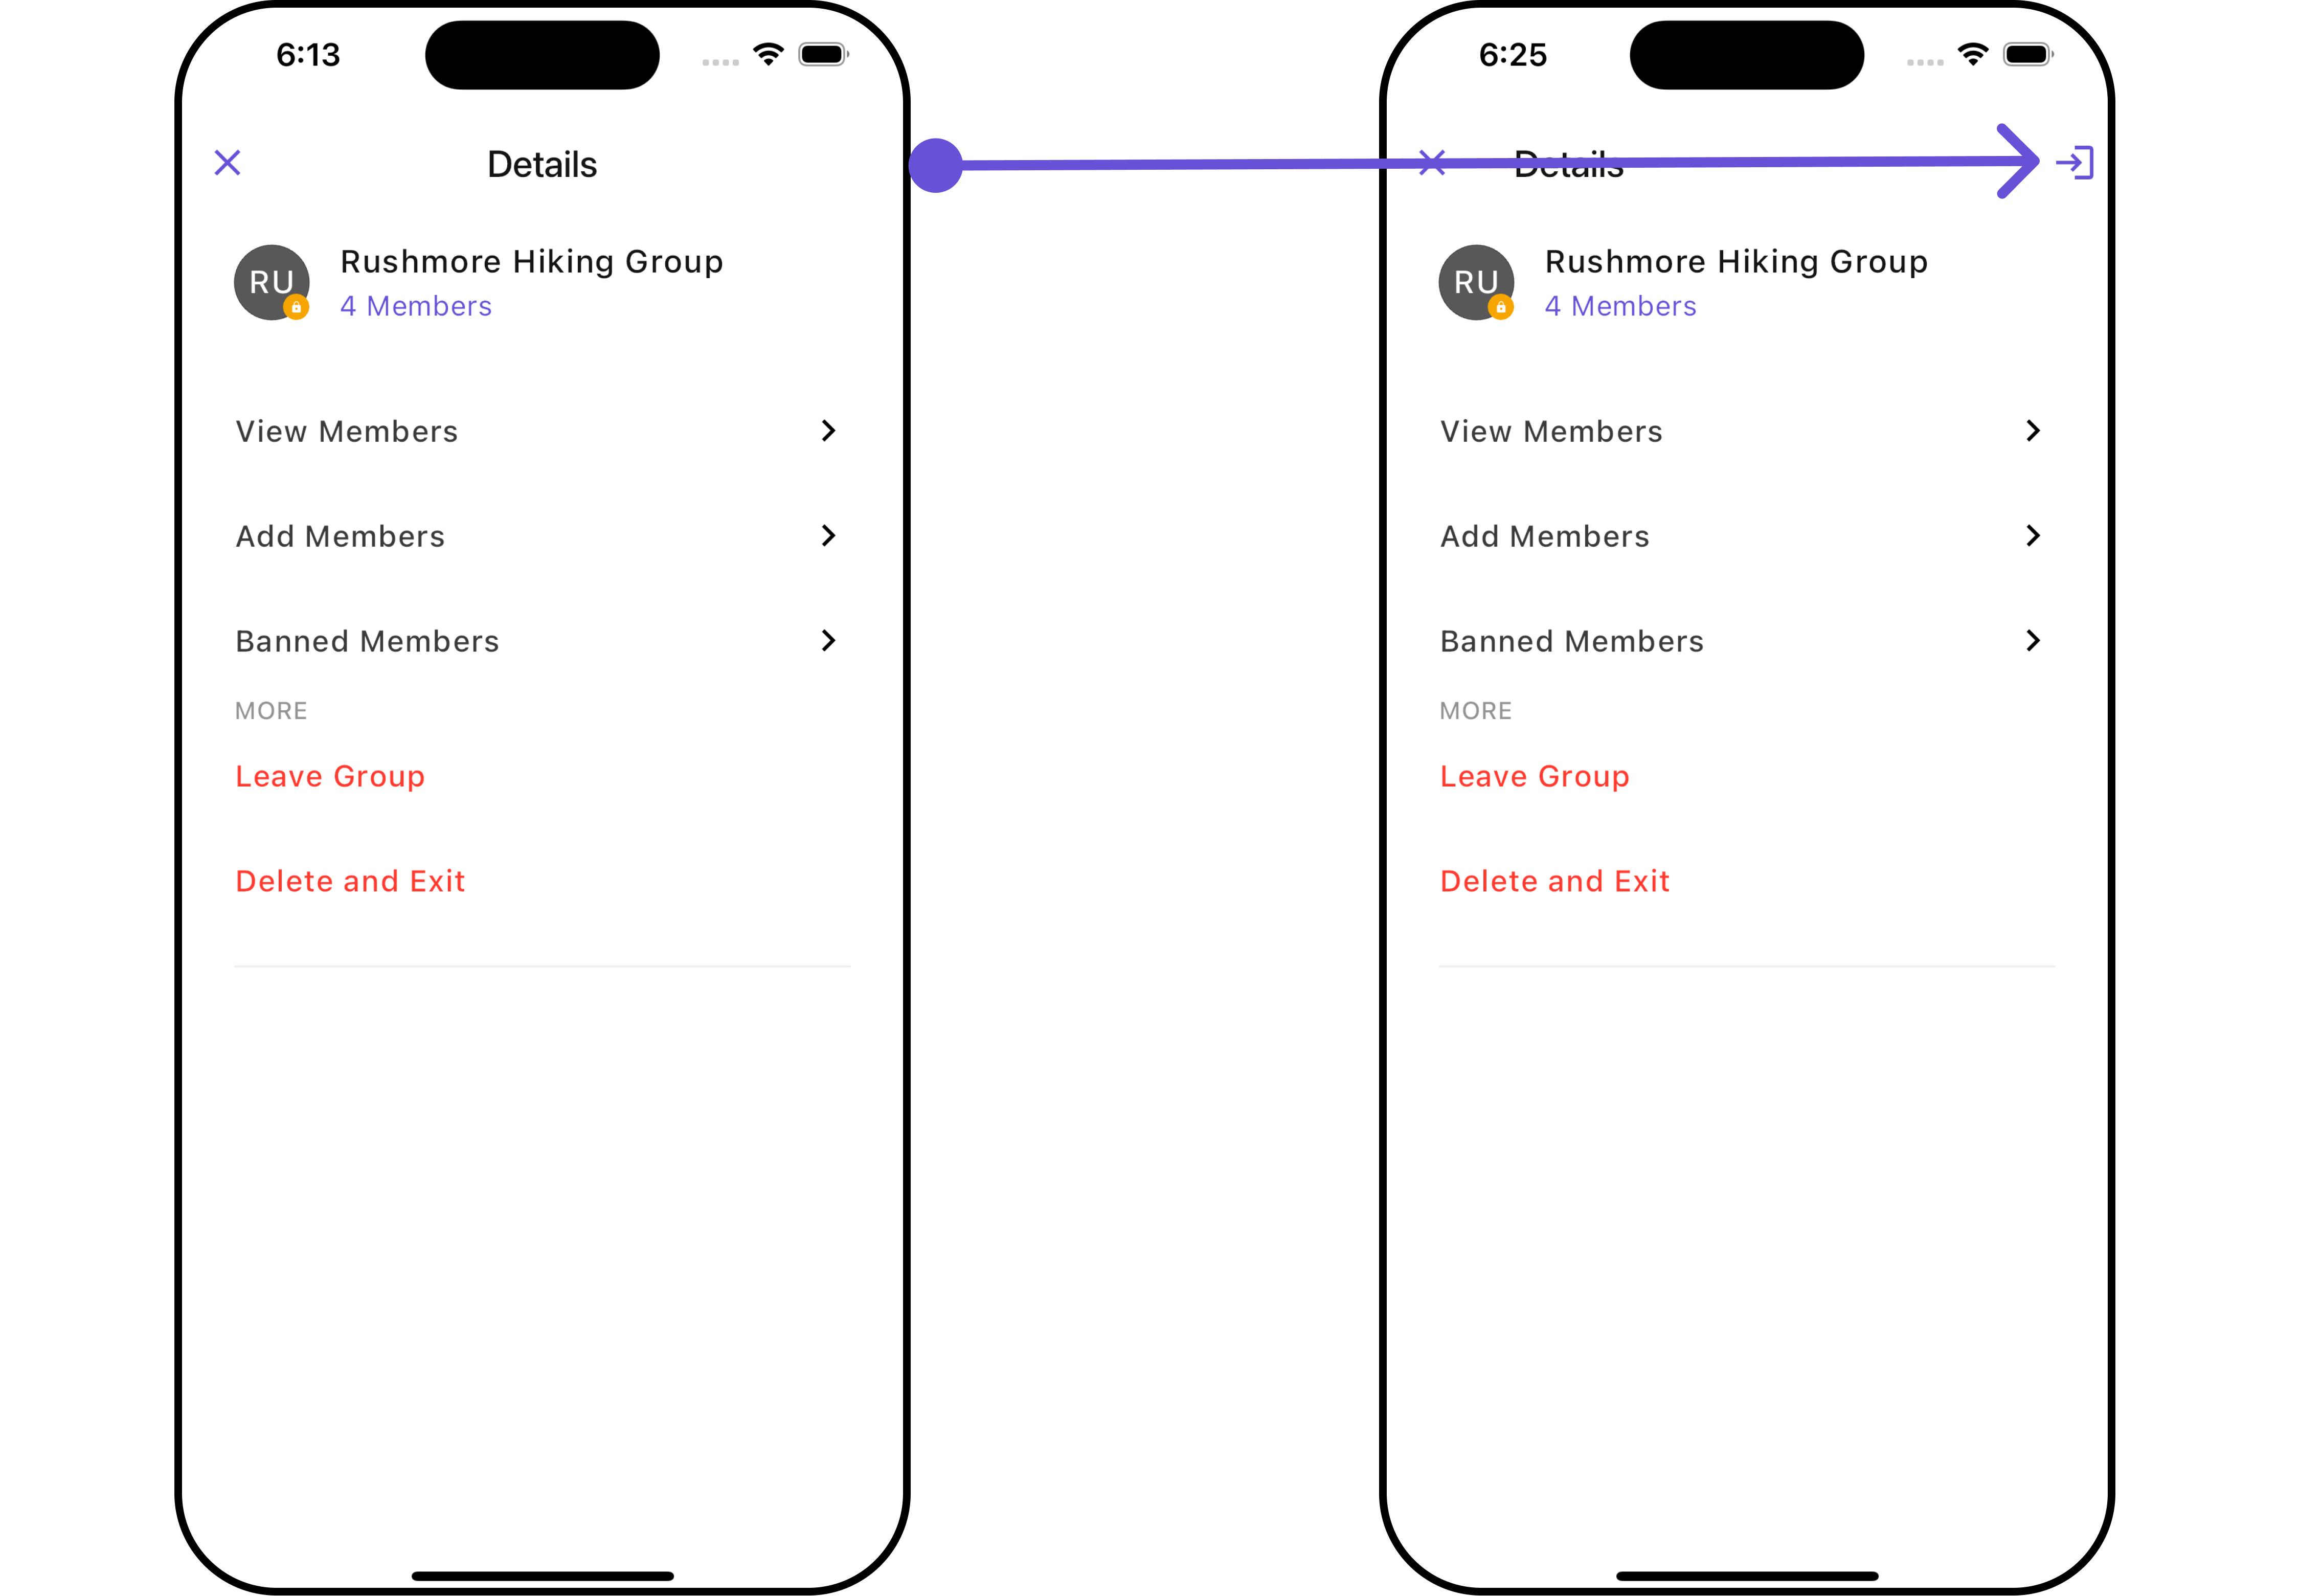 6:13
Details
RU
Rushmore Hiking Group
4 Members
View Members
Add Members
Banned Members
MORE
Leave Group
Delete and Exit
6:25
Details
RU
Rushmore Hiking Group
4 Members
View Members
Add Members
Banned Members
MORE
Leave Group
Delete and Exit